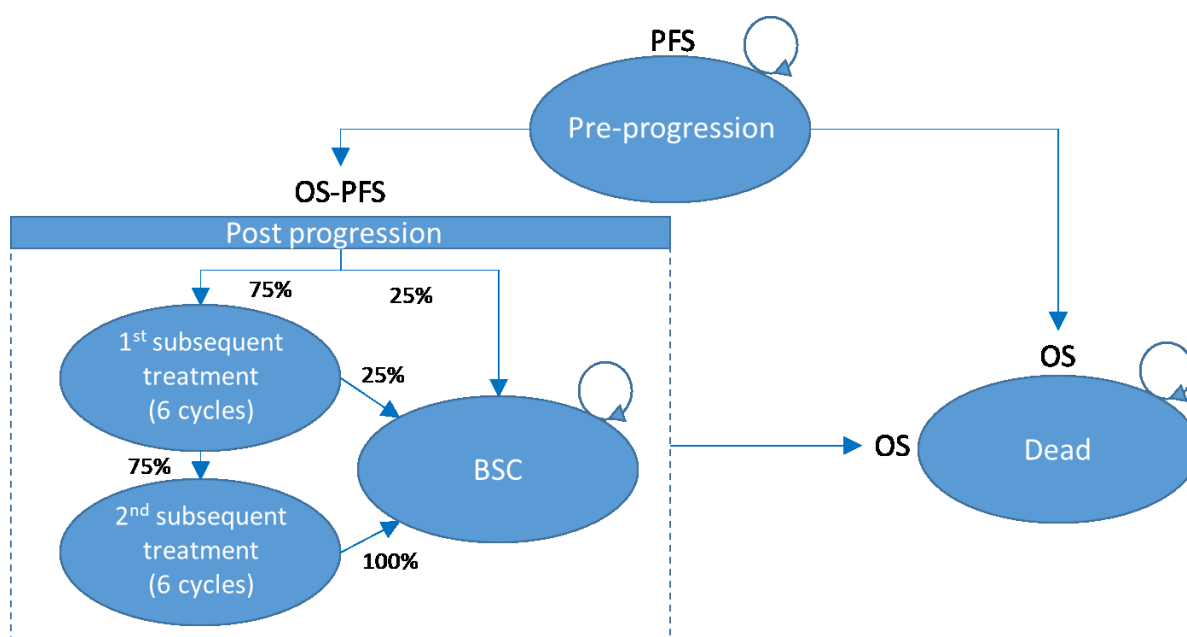 PFS
Pre-progression
OS-PFS
Post progression
75%
25%
1st subsequent
treatment
(6 cycles)
25%
BSC
75%
2nd subsequent
treatment
(6 cycles)
100%
OS
OS
Dead